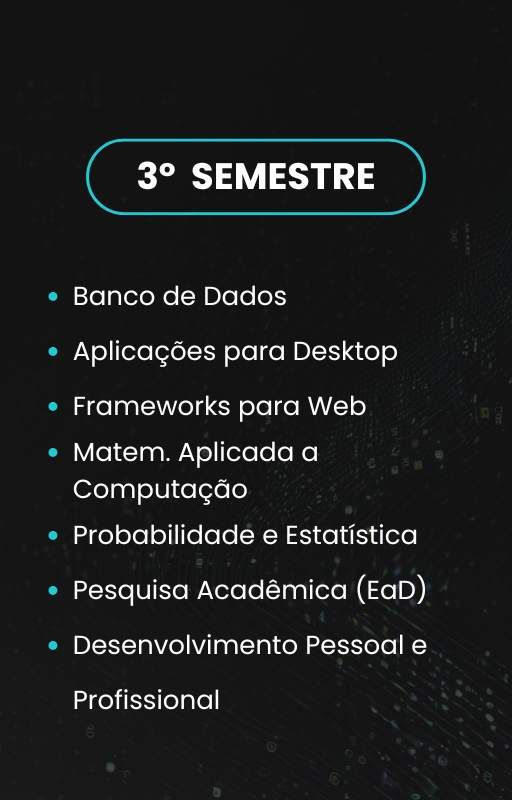 3º SEMESTRE
Banco de Dados
Aplicações para Desktop
Frameworks para Web
Matem. Aplicada a
Computação
Probabilidade e Estatística
Pesquisa Acadêmica (EaD)
Desenvolvimento Pessoal e
Profissional